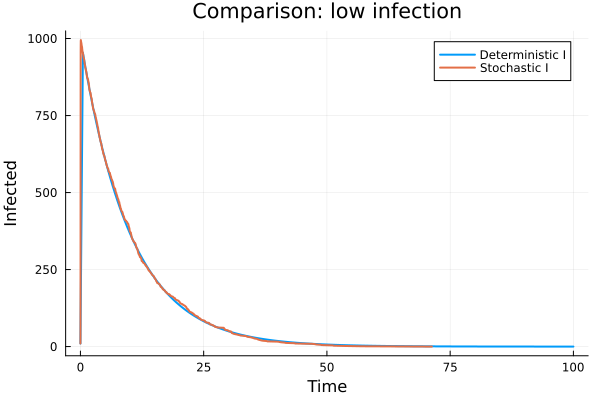 Comparison: low infection
Deterministic I
Stochastic I
1000
750
500
250
0
Infected
0
25
50
75
100
Time